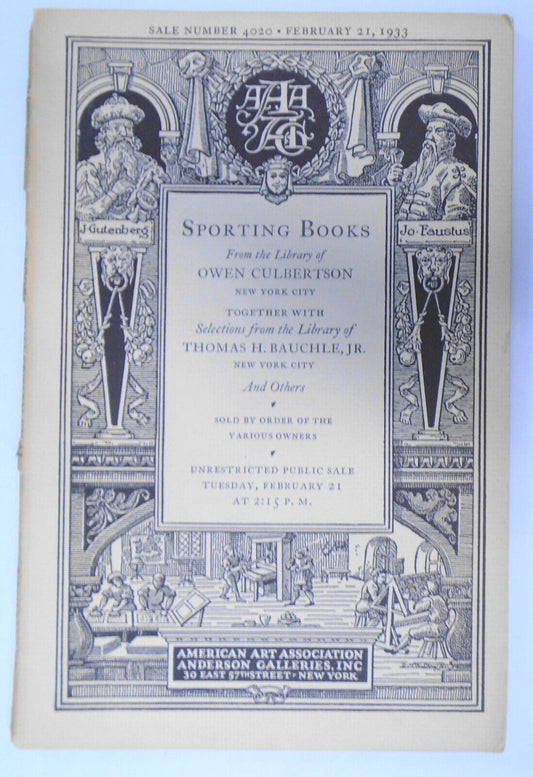 SALE NUMBER 4020 • FEBRUARY 21, 1933
J. Gutenberg
Jo. Faustus
SPORTING BOOKS
From the Library of
OWEN CULBERTSON
NEW YORK CITY
TOGETHER WITH
Selections from the Library of
THOMAS H. BAUCHLE, JR.
NEW YORK CITY
And Others
SOLD BY ORDER OF THE
VARIOUS OWNERS
UNRESTRICTED PUBLIC SALE
TUESDAY, FEBRUARY 21
AT 2:15 P. M.
AMERICAN ART ASSOCIATION
ANDERSON GALLERIES, INC
30 EAST 57TH STREET • NEW YORK